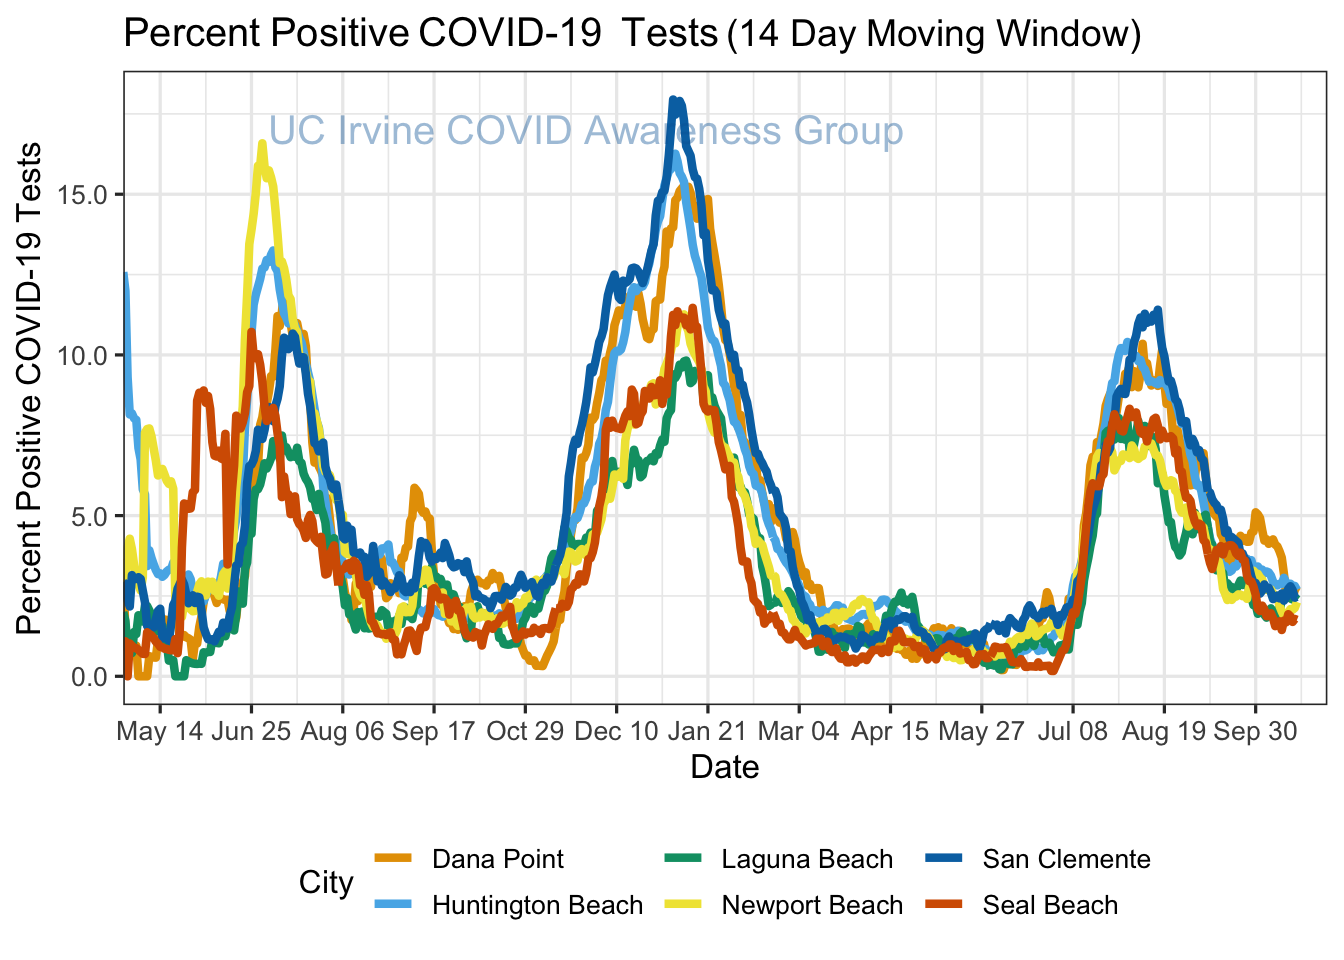 Percent Positive COVID-19 Tests (14 Day Moving Window)
UC Irvine COVID Awareness Group
Percent Positive COVID-19 Tests
15.0
10.0
5.0
0.0
May 14 Jun 25 Aug 06 Sep 17 Oct 29 Dec 10 Jan 21 Mar 04 Apr 15 May 27 Jul 08 Aug 19 Sep 30
Date
City
Dana Point Laguna Beach San Clemente
Huntington Beach Newport Beach Seal Beach